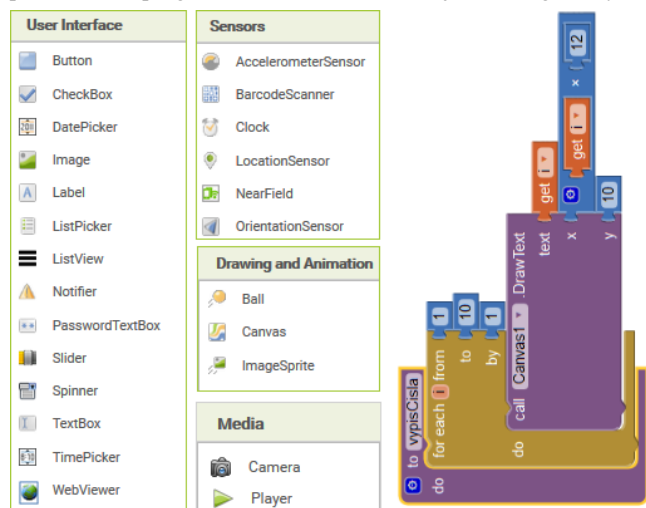 User Interface
Button
CheckBox
DatePicker
Image
Label
ListPicker
ListView
Notifier
PasswordTextBox
Slider
Spinner
TextBox
TimePicker
WebViewer
Sensors
AccelerometerSensor
BarcodeScanner
Clock
LocationSensor
NearField
OrientationSensor
Drawing and Animation
Ball
Canvas
ImageSprite
Media
Camera
Player
to vypisCisla
do
for each i from 1
to 10
by 1
do
call Canvas1 .DrawText
text get i
x get i × 12
y 10